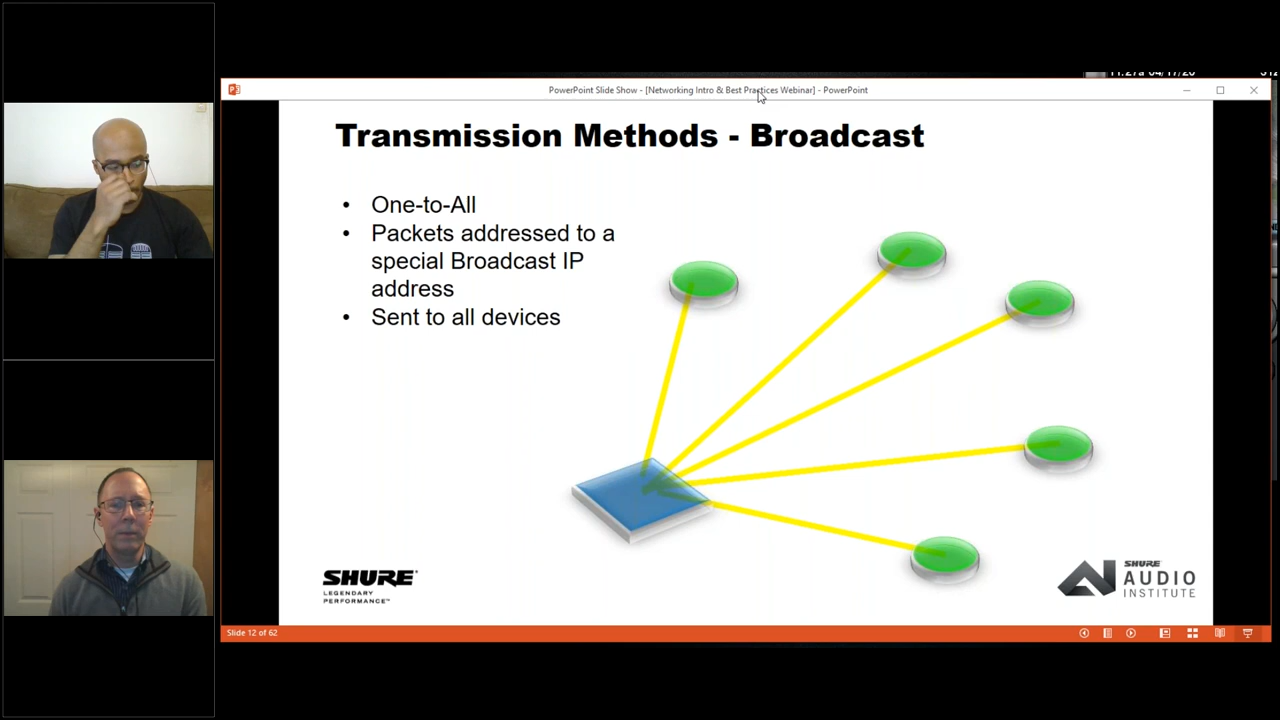 PowerPoint Slide Show - [Networking Intro & Best Practices Webinar] - PowerPoint
Transmission Methods - Broadcast
• One-to-All
• Packets addressed to a
special Broadcast IP
address
• Sent to all devices
SHURE
LEGENDARY
PERFORMANCE™
SHURE
AUDIO
INSTITUTE
Slide 12 of 62